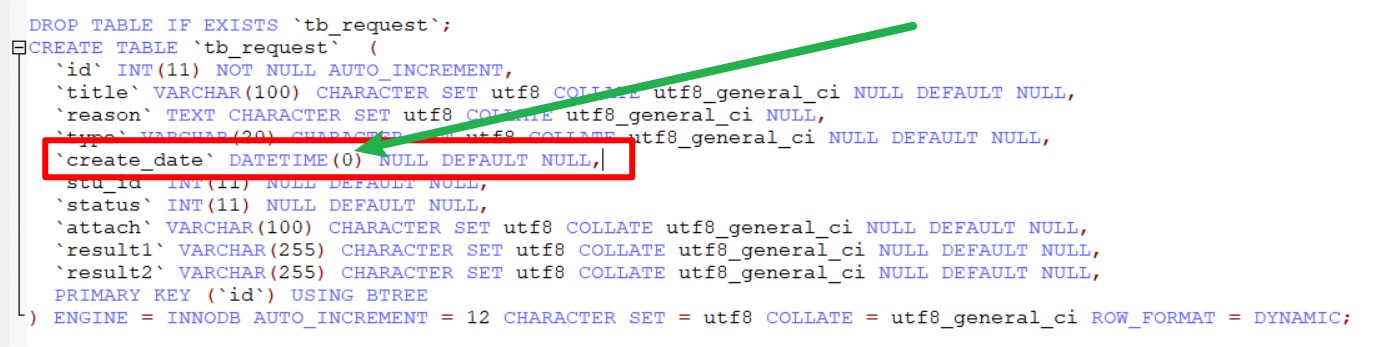 DROP TABLE IF EXISTS `tb_request`;
CREATE TABLE `tb_request`  (
`id` INT(11) NOT NULL AUTO_INCREMENT,
`title` VARCHAR(100) CHARACTER SET utf8 COLLATE utf8_general_ci NULL DEFAULT NULL,
`reason` TEXT CHARACTER SET utf8 COLLATE utf8_general_ci NULL,
`type` VARCHAR(20) CHARACTER SET utf8 COLLATE utf8_general_ci NULL DEFAULT NULL,
`create_date` DATETIME(0) NULL DEFAULT NULL,
`stu_id` INT(11) NULL DEFAULT NULL,
`status` INT(11) NULL DEFAULT NULL,
`attach` VARCHAR(100) CHARACTER SET utf8 COLLATE utf8_general_ci NULL DEFAULT NULL,
`result1` VARCHAR(255) CHARACTER SET utf8 COLLATE utf8_general_ci NULL DEFAULT NULL,
`result2` VARCHAR(255) CHARACTER SET utf8 COLLATE utf8_general_ci NULL DEFAULT NULL,
PRIMARY KEY (`id`) USING BTREE
) ENGINE = INNODB AUTO_INCREMENT = 12 CHARACTER SET = utf8 COLLATE = utf8_general_ci ROW_FORMAT = DYNAMIC;